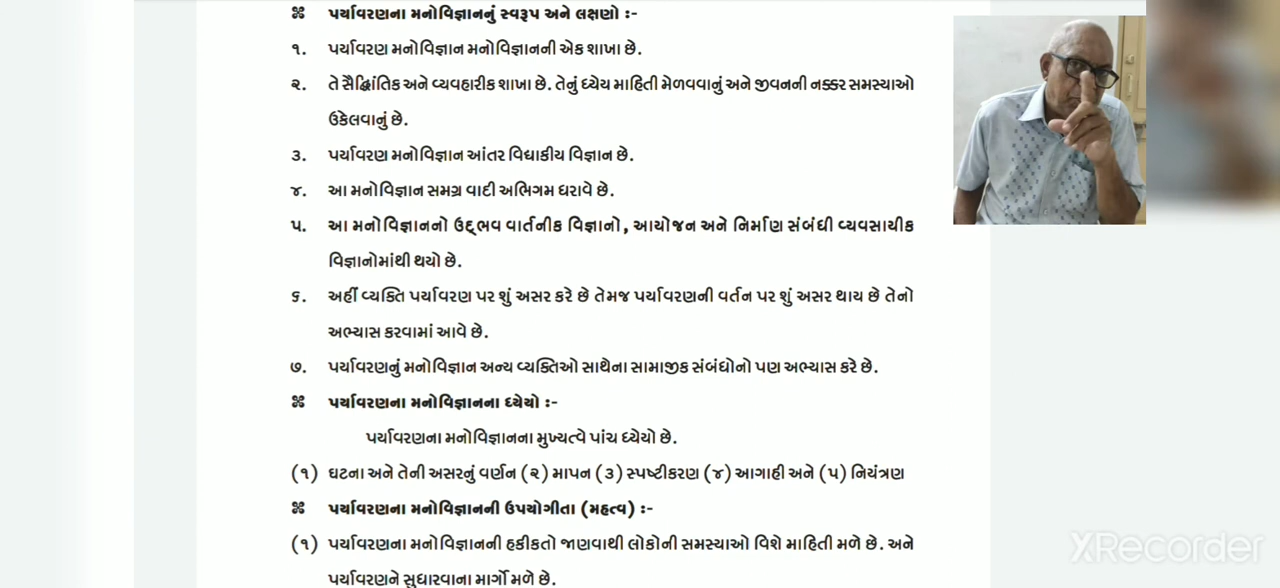 ⌘ પર્યાવરણના મનોવિજ્ઞાનનું સ્વરૂપ અને લક્ષણો :-
૧. પર્યાવરણ મનોવિજ્ઞાન મનોવિજ્ઞાનની એક શાખા છે.
૨. તે સૈદ્ધાંતિક અને વ્યવહારીક શાખા છે. તેનું ધ્યેય માહિતી મેળવવાનું અને જીવનની નક્કર સમસ્યાઓ
ઉકેલવાનું છે.
૩. પર્યાવરણ મનોવિજ્ઞાન આંતર વિદ્યાકીય વિજ્ઞાન છે.
૪. આ મનોવિજ્ઞાન સમગ્ર વાદી અભિગમ ધરાવે છે.
૫. આ મનોવિજ્ઞાનનો ઉદ્ભવ વાર્તનીક વિજ્ઞાનો, આયોજન અને નિર્માણ સંબંધી વ્યવસાયીક
વિજ્ઞાનોમાંથી થયો છે.
૬. અહીં વ્યક્તિ પર્યાવરણ પર શું અસર કરે છે તેમજ પર્યાવરણની વર્તન પર શું અસર થાય છે તેનો
અભ્યાસ કરવામાં આવે છે.
૭. પર્યાવરણનું મનોવિજ્ઞાન અન્ય વ્યક્તિઓ સાથેના સામાજીક સંબંધોનો પણ અભ્યાસ કરે છે.
⌘ પર્યાવરણના મનોવિજ્ઞાનના ધ્યેયો :-
પર્યાવરણના મનોવિજ્ઞાનના મુખ્યત્વે પાંચ ધ્યેયો છે.
(૧) ઘટના અને તેની અસરનું વર્ણન (૨) માપન (૩) સ્પષ્ટીકરણ (૪) આગાહી અને (૫) નિયંત્રણ
⌘ પર્યાવરણના મનોવિજ્ઞાનની ઉપયોગીતા (મહત્વ) :-
(૧) પર્યાવરણના મનોવિજ્ઞાનની હકીકતો જાણવાથી લોકોની સમસ્યાઓ વિશે માહિતી મળે છે. અને
પર્યાવરણને સુધારવાના માર્ગો મળે છે.
XRecorder